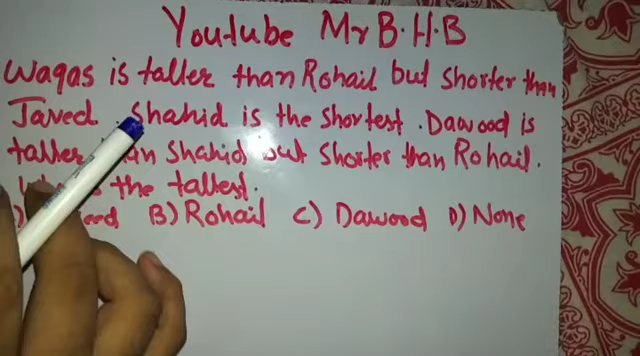 Youtube Mr B.H.B
Waqas is taller than Rohail but shorter than
Javed. Shahid is the shortest. Dawood is
taller Shahid but shorter than Rohail.
the tallest.
B) Rohail C) Dawood D) None